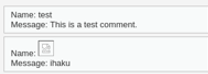 Name: test
Message: This is a test comment.
Name:
Message: ihaku